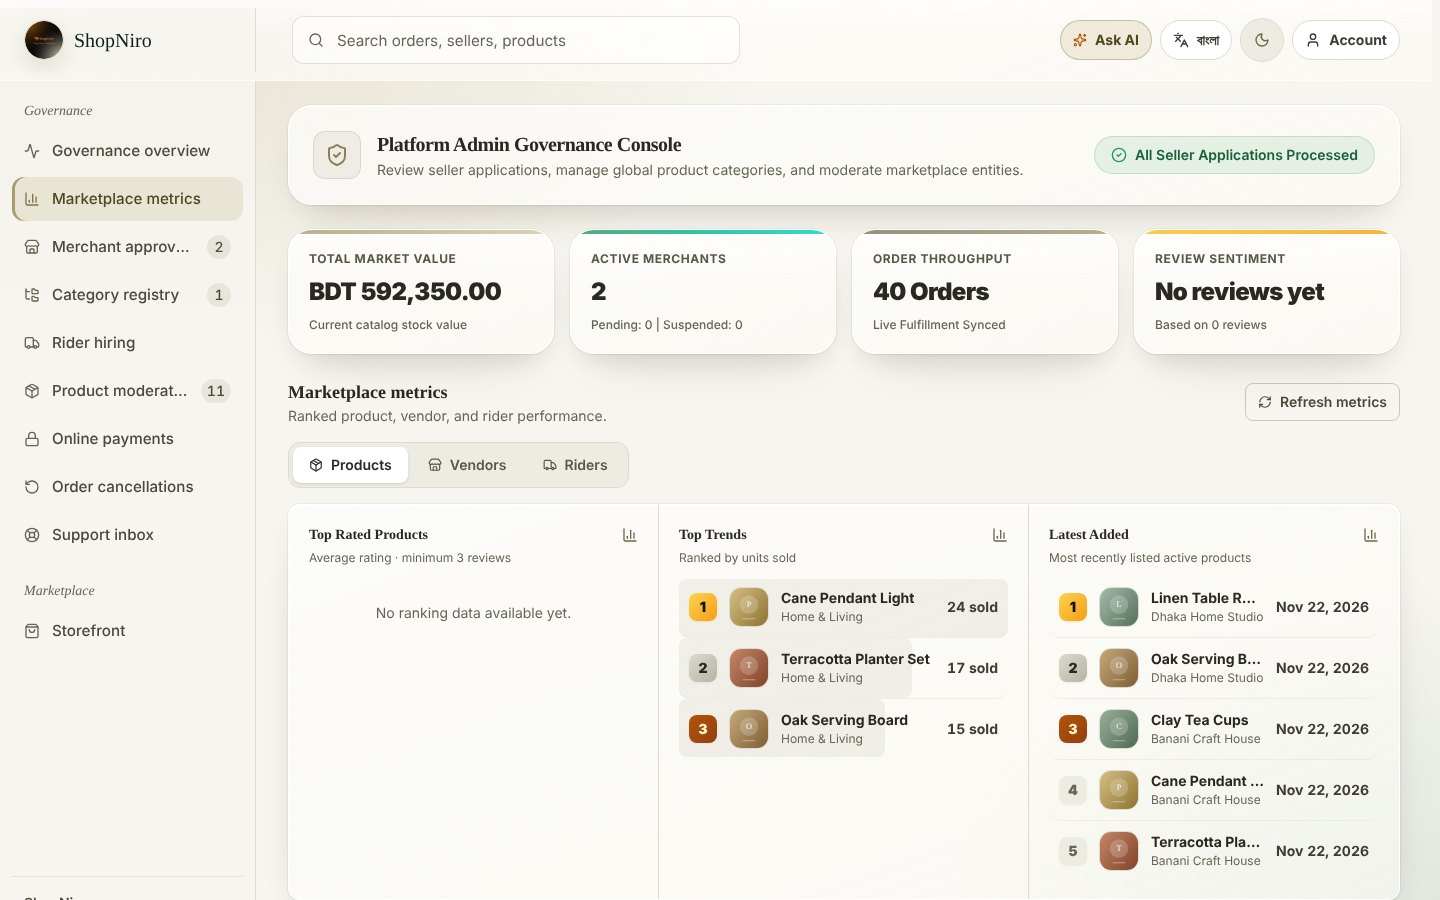 ShopNiro
Search orders, sellers, products
Ask AI
বাংলা
Account
Governance
Governance overview
Marketplace metrics
Merchant approv... 2
Category registry 1
Rider hiring
Product moderat... 11
Online payments
Order cancellations
Support inbox
Marketplace
Storefront
Platform Admin Governance Console
Review seller applications, manage global product categories, and moderate marketplace entities.
All Seller Applications Processed
TOTAL MARKET VALUE
BDT 592,350.00
Current catalog stock value
ACTIVE MERCHANTS
2
Pending: 0 | Suspended: 0
ORDER THROUGHPUT
40 Orders
Live Fulfillment Synced
REVIEW SENTIMENT
No reviews yet
Based on 0 reviews
Marketplace metrics
Ranked product, vendor, and rider performance.
Refresh metrics
Products
Vendors
Riders
Top Rated Products
Average rating · minimum 3 reviews
No ranking data available yet.
Top Trends
Ranked by units sold
1 P Cane Pendant Light 24 sold
Home & Living
2 T Terracotta Planter Set 17 sold
Home & Living
3 O Oak Serving Board 15 sold
Home & Living
Latest Added
Most recently listed active products
1 L Linen Table R... Nov 22, 2026
Dhaka Home Studio
2 O Oak Serving B... Nov 22, 2026
Dhaka Home Studio
3 C Clay Tea Cups Nov 22, 2026
Banani Craft House
4 P Cane Pendant ... Nov 22, 2026
Banani Craft House
5 T Terracotta Pla... Nov 22, 2026
Banani Craft House